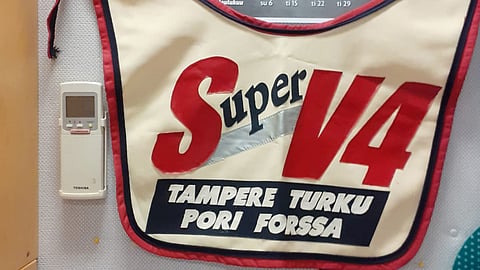 su 6 ti 15 ti 22 ti 29
Super V4
TAMPERE TURKU
PORI FORSSA
TOSHIBA